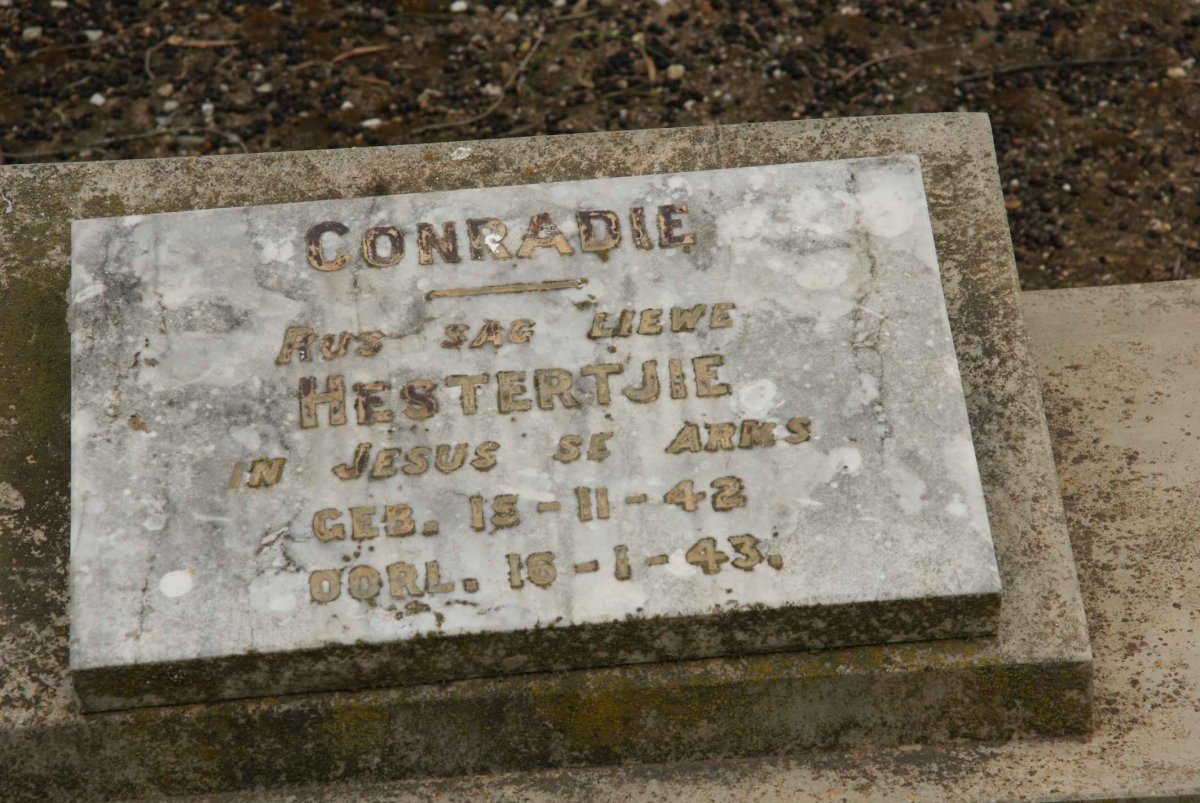 CONRADIE
RUS SAG LIEWE
HESTERTJIE
IN JESUS SE ARMS
GEB. 15-11-42
OORL. 16-1-43.